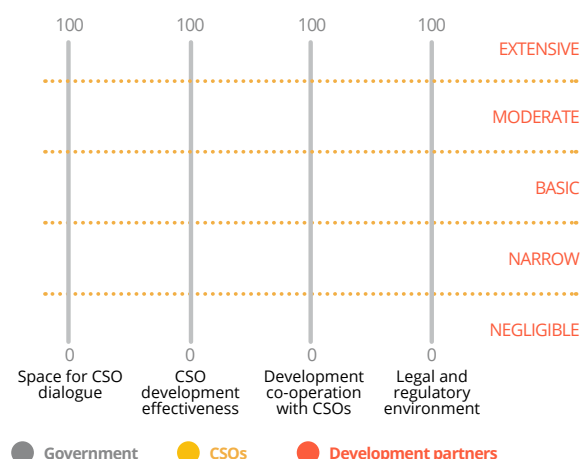 100 100 100 100
EXTENSIVE
MODERATE
BASIC
NARROW
NEGLIGIBLE
0 0 0 0
Space for CSO
dialogue
CSO
development
effectiveness
Development
co-operation
with CSOs
Legal and
regulatory
environment
Government CSOs Development partners